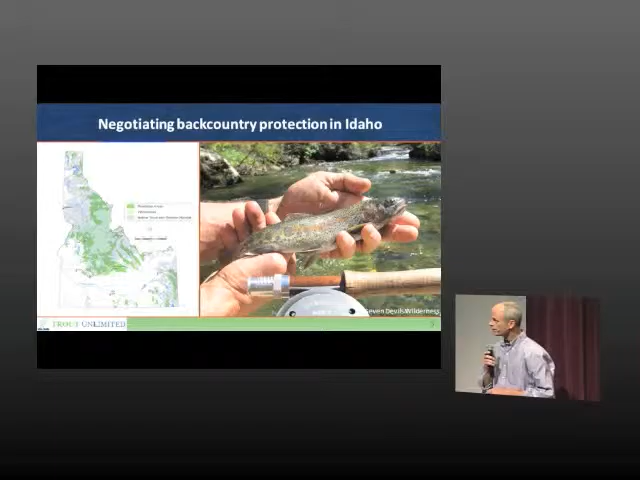 Negotiating backcountry protection in Idaho
Seven Devils Wilderness
TROUT UNLIMITED